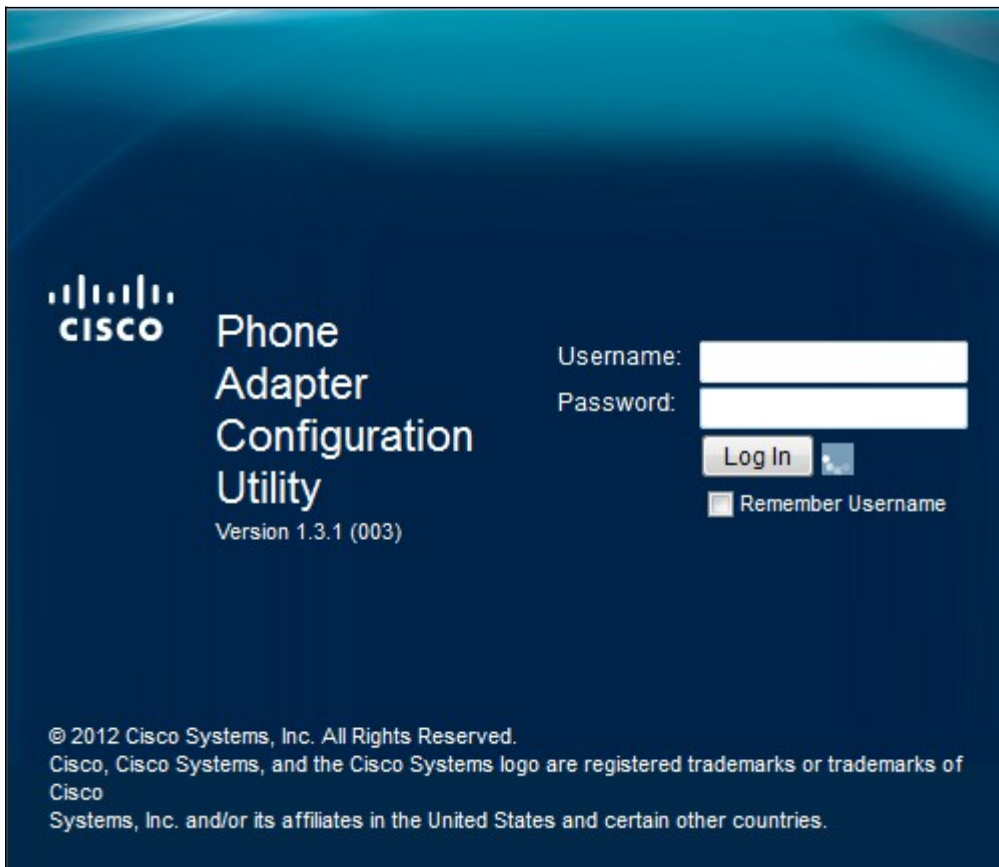 CISCO
Phone
Adapter
Configuration
Utility
Version 1.3.1 (003)
Username:
Password:
Log In
Remember Username
© 2012 Cisco Systems, Inc. All Rights Reserved.
Cisco, Cisco Systems, and the Cisco Systems logo are registered trademarks or trademarks of
Cisco
Systems, Inc. and/or its affiliates in the United States and certain other countries.